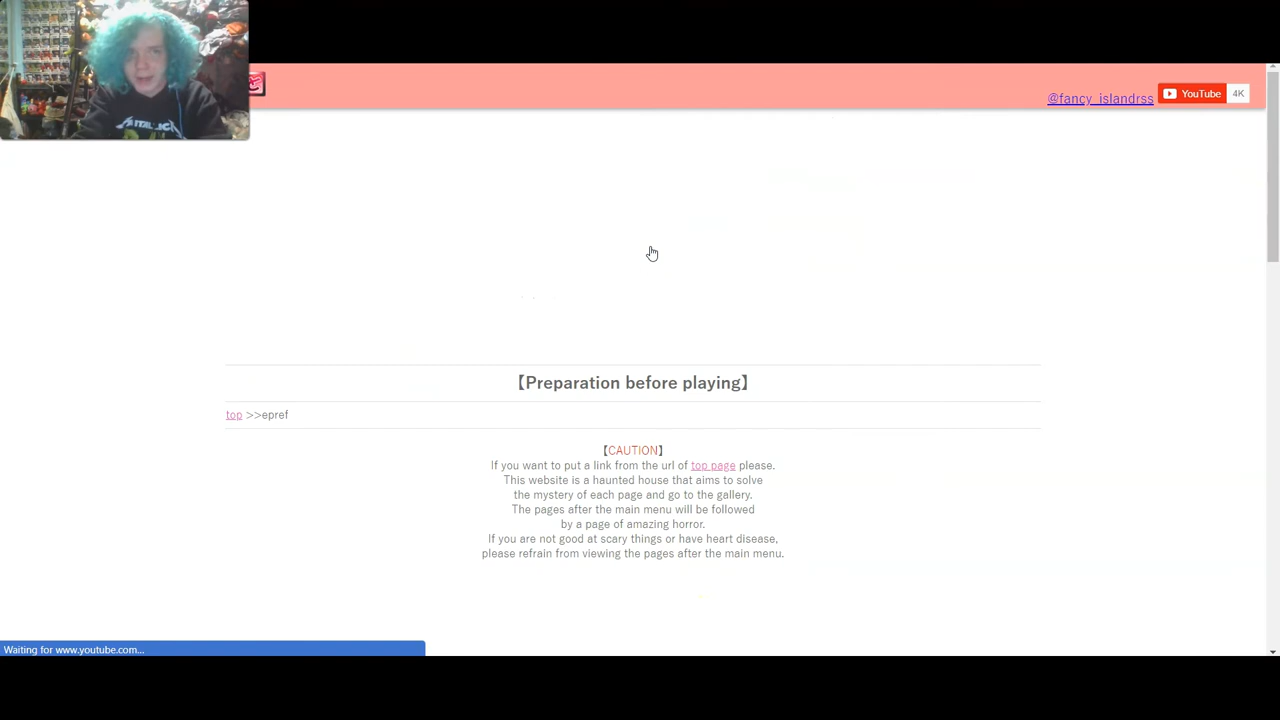 METALLICA
@fancy_islandrss
YouTube
4K
【Preparation before playing】
top >>epref
【CAUTION】
If you want to put a link from the url of top page please.
This website is a haunted house that aims to solve
the mystery of each page and go to the gallery.
The pages after the main menu will be followed
by a page of amazing horror.
If you are not good at scary things or have heart disease,
please refrain from viewing the pages after the main menu.
Waiting for www.youtube.com...